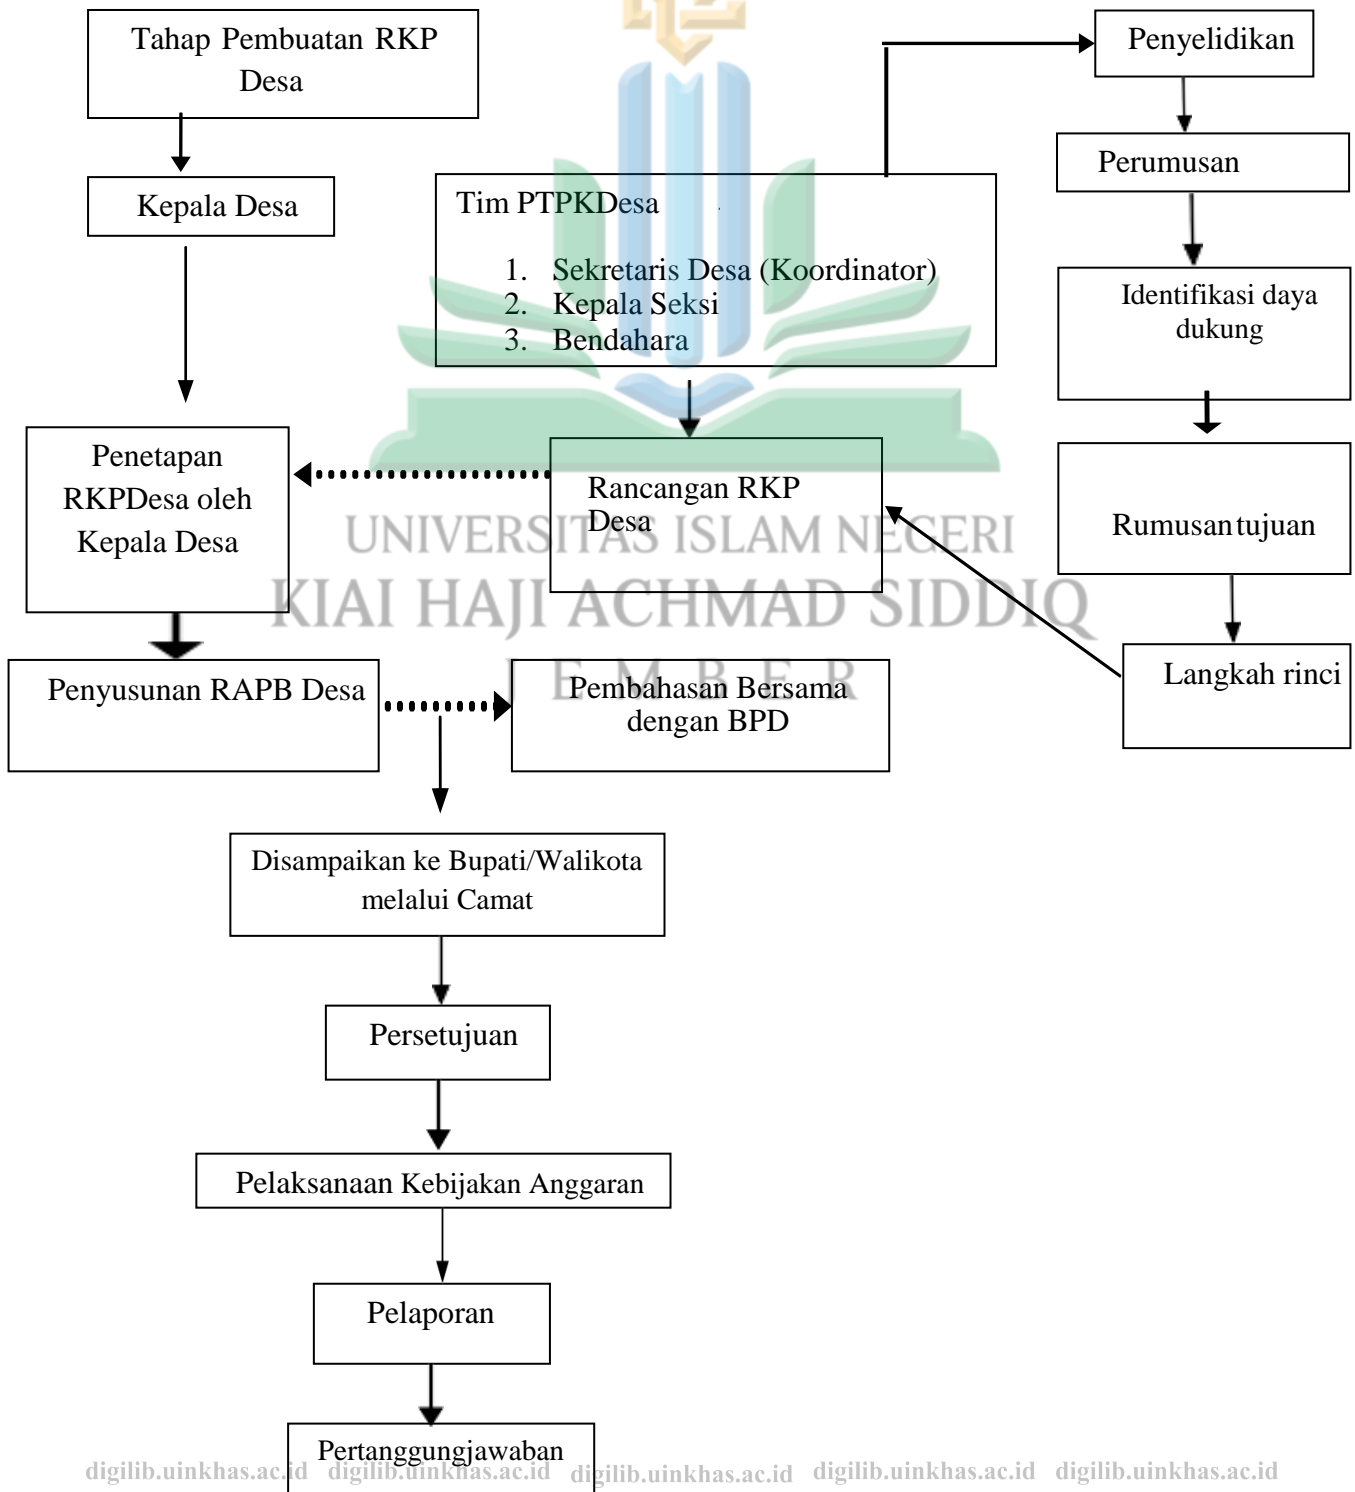 Tahap Pembuatan RKP
Desa
Kepala Desa
Tim PTPKDesa
1. Sekretaris Desa (Koordinator)
2. Kepala Seksi
3. Bendahara
Penyelidikan
Perumusan
Identifikasi daya
dukung
Rumusan tujuan
Langkah rinci
Rancangan RKP
Desa
Penetapan
RKPDesa oleh
Kepala Desa
UNIVERSITAS ISLAM NEGERI
KIAI HAJI ACHMAD SIDDIQ
JEMBER
Penyusunan RAPB Desa
Pembahasan Bersama
dengan BPD
Disampaikan ke Bupati/Walikota
melalui Camat
Persetujuan
Pelaksanaan Kebijakan Anggaran
Pelaporan
Pertanggungjawaban
digilib.uinkhas.ac.id digilib.uinkhas.ac.id digilib.uinkhas.ac.id digilib.uinkhas.ac.id digilib.uinkhas.ac.id